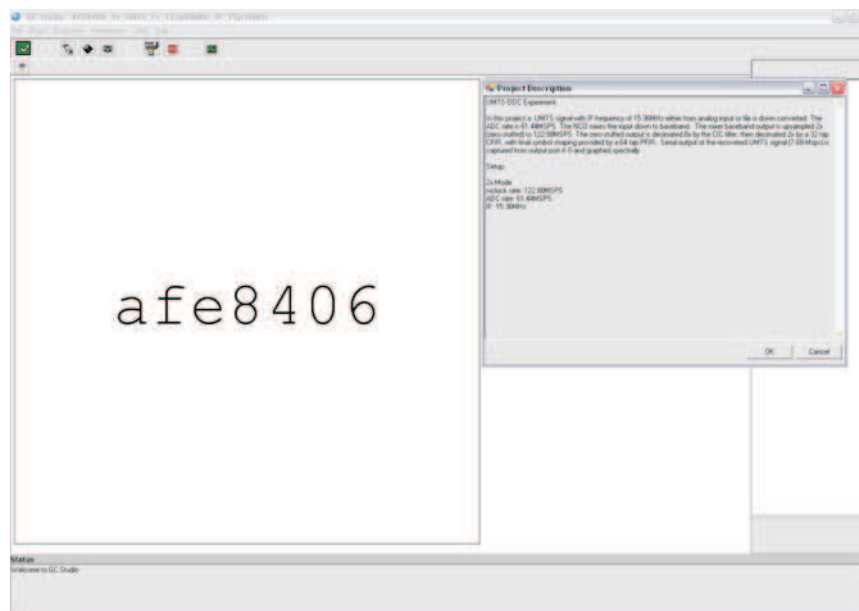 GC Studio AFE8406_2x_UMTS_
Project Description
UMTS DDC Experiment
In this project a UMTS signal with IF frequency of 15.36MHz either from analog input or file is down converted. The
ADC rate is 61.44MSPS. The NCO mixes the input down to baseband. The mixer baseband output is upsampled 2x
(zero stuffed) to 122.88MSPS. The zero stuffed output is decimated 8x by the CIC filter, then decimated 2x by a 32 tap
CFIR, with final symbol shaping provided by a 64 tap PFIR. Serial output of the recovered UMTS signal (7.68 Msps) is
captured from output port A 0 and graphed spectrally
Setup:
2x Mode
rxclock rate: 122.88MSPS
ADC rate: 61.44MSPS
IF: 15.36MHz
afe8406
OK Cancel
Status
Welcome to GC Studio